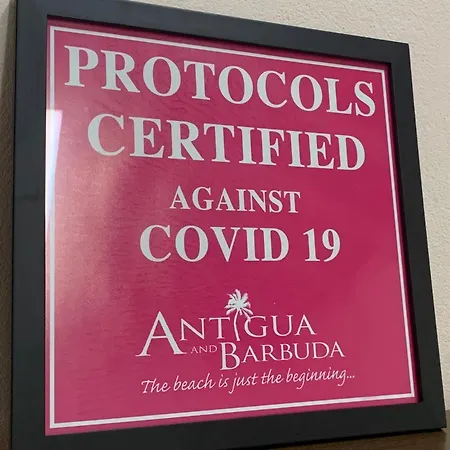 PROTOCOLS
CERTIFIED
AGAINST
COVID 19
ANTIGUA
AND BARBUDA
The beach is just the beginning...